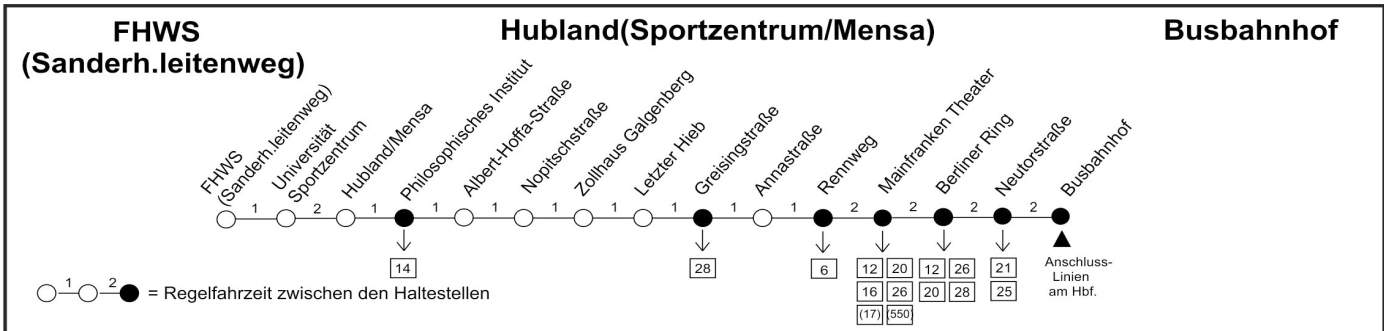 FHWS
(Sanderh.leitenweg)
Hubland(Sportzentrum/Mensa)
Busbahnhof
FHWS
(Sanderh.leitenweg)
Universität
Sportzentrum
Hubland/Mensa
Philosophisches Institut
Albert-Hoffa-Straße
Nopitschstraße
Zollhaus Galgenberg
Letzter Hieb
Greisingstraße
Annastraße
Rennweg
Mainfranken Theater
Berliner Ring
Neutorstraße
Busbahnhof
1 2 1 1 1 1 1 1 1 1 2 2 2 2
14 28 6 12 20 12 26 21
16 26 20 28 25
(17) (550)
Anschluss-
Linien
am Hbf.
1 2 = Regelfahrzeit zwischen den Haltestellen